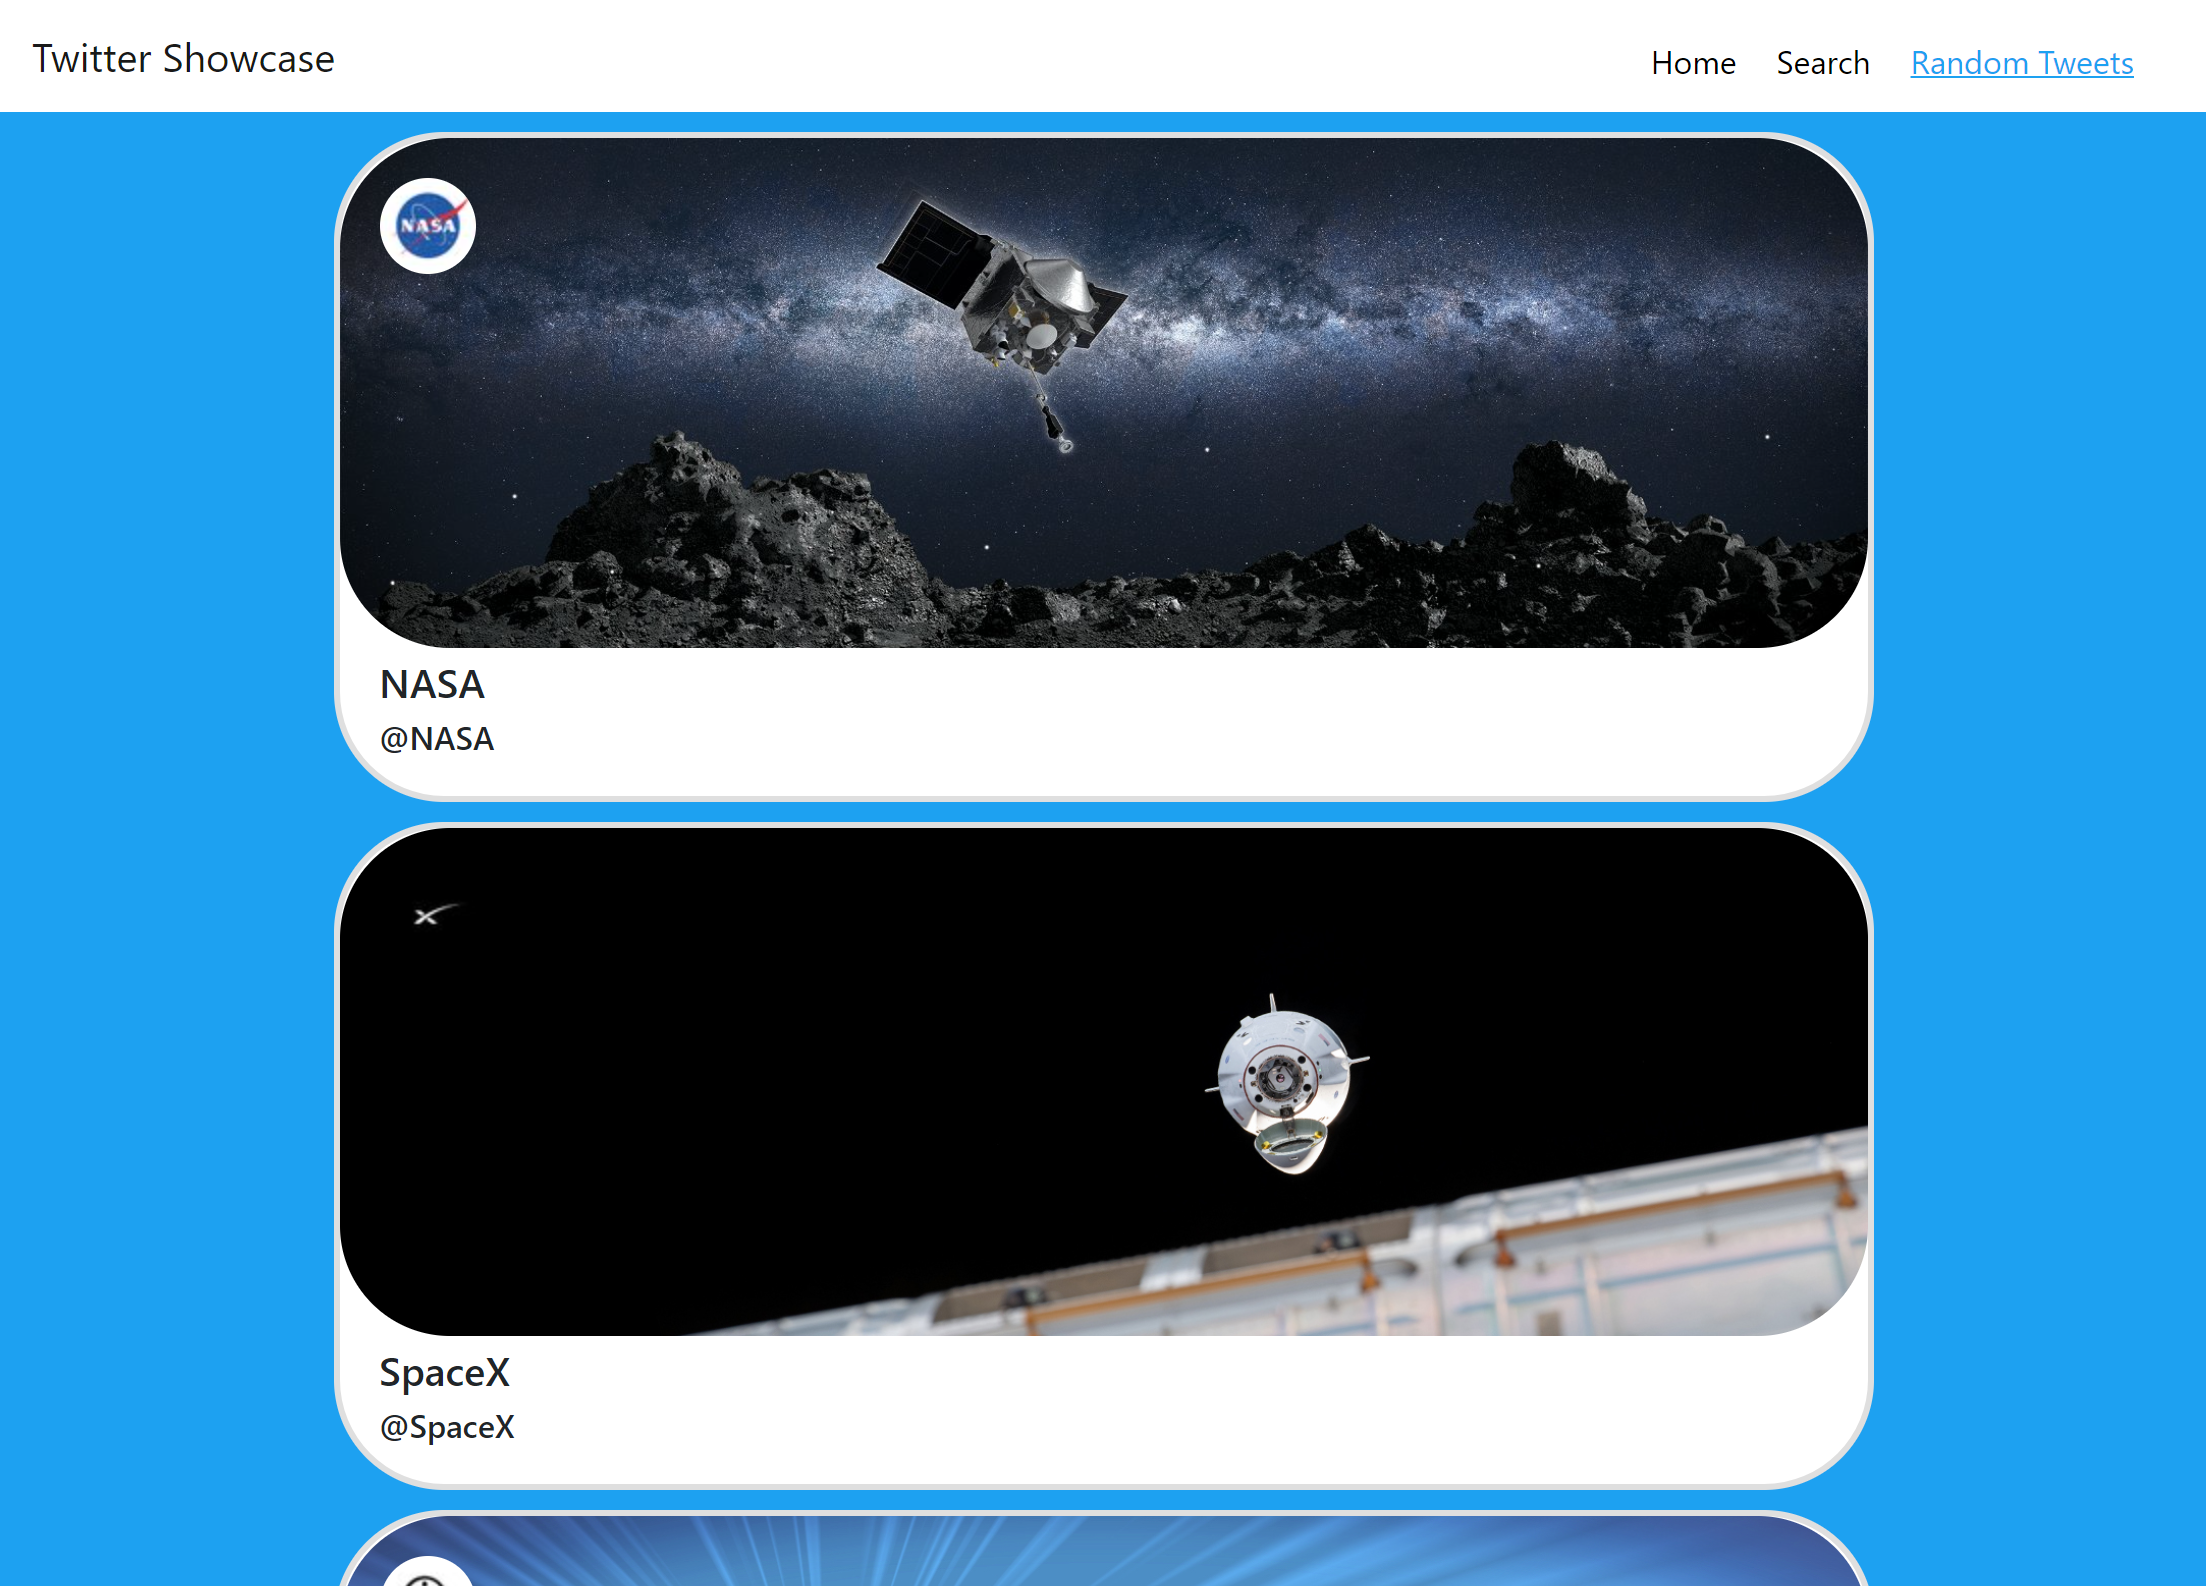 Twitter Showcase
Home Search Random Tweets
NASA
NASA
@NASA
SpaceX
@SpaceX